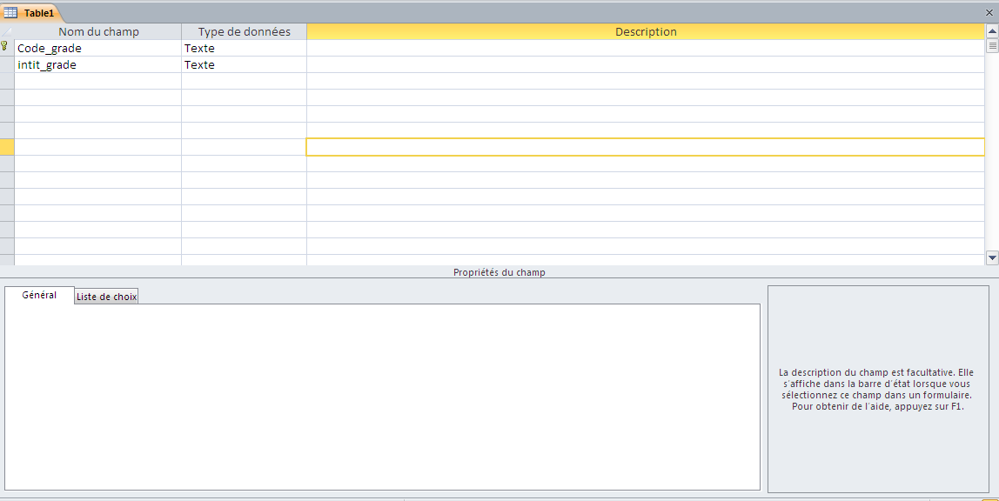 Table1
Nom du champ Type de données Description
Code_grade Texte
intit_grade Texte
Propriétés du champ
Général Liste de choix
La description du champ est facultative. Elle
s'affiche dans la barre d'état lorsque vous
sélectionnez ce champ dans un formulaire.
Pour obtenir de l'aide, appuyez sur F1.